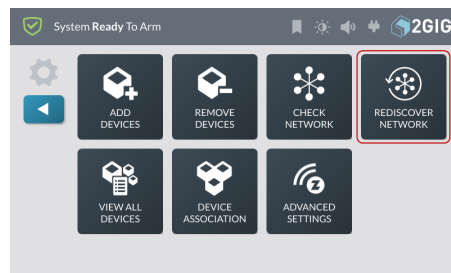 System Ready To Arm
2GIG
ADD
DEVICES
REMOVE
DEVICES
CHECK
NETWORK
REDISCOVER
NETWORK
VIEW ALL
DEVICES
DEVICE
ASSOCIATION
ADVANCED
SETTINGS